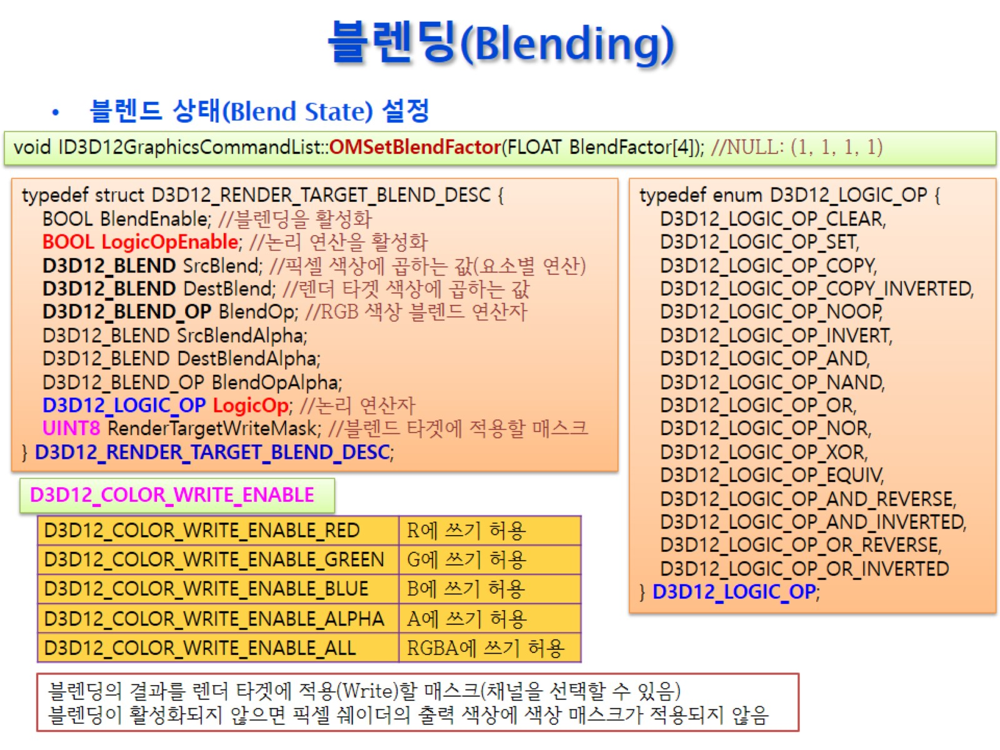 블렌딩(Blending)
• 블렌드 상태(Blend State) 설정
void ID3D12GraphicsCommandList::OMSetBlendFactor(FLOAT BlendFactor[4]); //NULL: (1, 1, 1, 1)
typedef struct D3D12_RENDER_TARGET_BLEND_DESC {
BOOL BlendEnable; //블렌딩을 활성화
BOOL LogicOpEnable; //논리 연산을 활성화
D3D12_BLEND SrcBlend; //픽셀 색상에 곱하는 값(요소별 연산)
D3D12_BLEND DestBlend; //렌더 타겟 색상에 곱하는 값
D3D12_BLEND_OP BlendOp; //RGB 색상 블렌드 연산자
D3D12_BLEND SrcBlendAlpha;
D3D12_BLEND DestBlendAlpha;
D3D12_BLEND_OP BlendOpAlpha;
D3D12_LOGIC_OP LogicOp; //논리 연산자
UINT8 RenderTargetWriteMask; //블렌드 타겟에 적용할 매스크
} D3D12_RENDER_TARGET_BLEND_DESC;
typedef enum D3D12_LOGIC_OP {
D3D12_LOGIC_OP_CLEAR,
D3D12_LOGIC_OP_SET,
D3D12_LOGIC_OP_COPY,
D3D12_LOGIC_OP_COPY_INVERTED,
D3D12_LOGIC_OP_NOOP,
D3D12_LOGIC_OP_INVERT,
D3D12_LOGIC_OP_AND,
D3D12_LOGIC_OP_NAND,
D3D12_LOGIC_OP_OR,
D3D12_LOGIC_OP_NOR,
D3D12_LOGIC_OP_XOR,
D3D12_LOGIC_OP_EQUIV,
D3D12_LOGIC_OP_AND_REVERSE,
D3D12_LOGIC_OP_AND_INVERTED,
D3D12_LOGIC_OP_OR_REVERSE,
D3D12_LOGIC_OP_OR_INVERTED
} D3D12_LOGIC_OP;
D3D12_COLOR_WRITE_ENABLE
D3D12_COLOR_WRITE_ENABLE_RED R에 쓰기 허용
D3D12_COLOR_WRITE_ENABLE_GREEN G에 쓰기 허용
D3D12_COLOR_WRITE_ENABLE_BLUE B에 쓰기 허용
D3D12_COLOR_WRITE_ENABLE_ALPHA A에 쓰기 허용
D3D12_COLOR_WRITE_ENABLE_ALL RGBA에 쓰기 허용
블렌딩의 결과를 렌더 타겟에 적용(Write)할 매스크(채널을 선택할 수 있음)
블렌딩이 활성화되지 않으면 픽셀 쉐이더의 출력 색상에 색상 매스크가 적용되지 않음